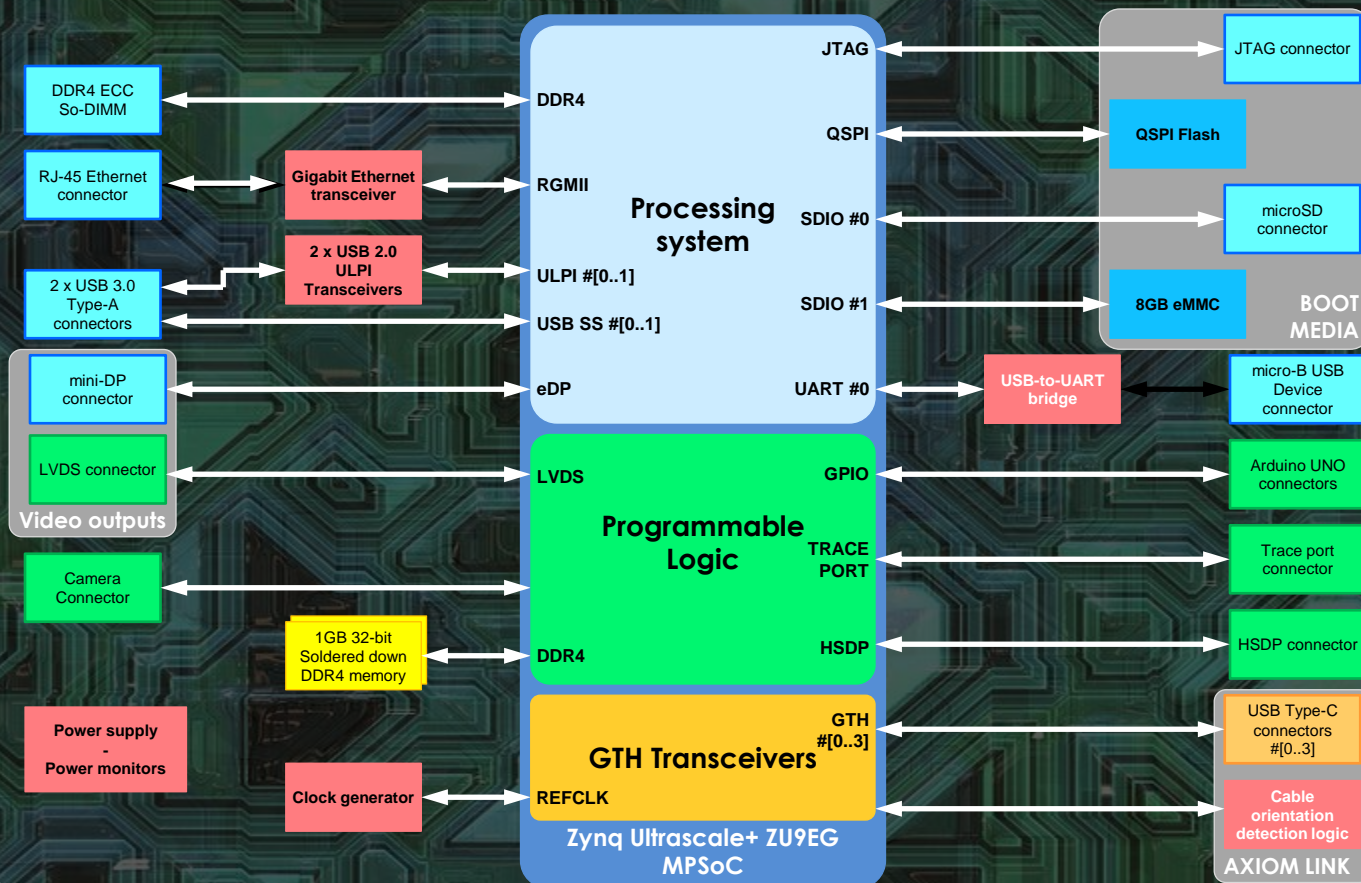 DDR4 ECC
So-DIMM
RJ-45 Ethernet
connector
Gigabit Ethernet
transceiver
2 x USB 2.0
ULPI
Transceivers
2 x USB 3.0
Type-A
connectors
mini-DP
connector
LVDS connector
Video outputs
Camera
Connector
1GB 32-bit
Soldered down
DDR4 memory
Power supply
-
Power monitors
Clock generator
DDR4
RGMII
ULPI #[0..1]
USB SS #[0..1]
eDP
Processing
system
JTAG
QSPI
SDIO #0
SDIO #1
UART #0
LVDS
DDR4
Programmable
Logic
GPIO
TRACE
PORT
HSDP
GTH
#[0..3]
GTH Transceivers
REFCLK
Zynq Ultrascale+ ZU9EG
MPSoC
JTAG connector
QSPI Flash
microSD
connector
8GB eMMC
BOOT
MEDIA
USB-to-UART
bridge
micro-B USB
Device
connector
Arduino UNO
connectors
Trace port
connector
HSDP connector
USB Type-C
connectors
#[0..3]
Cable
orientation
detection logic
AXIOM LINK